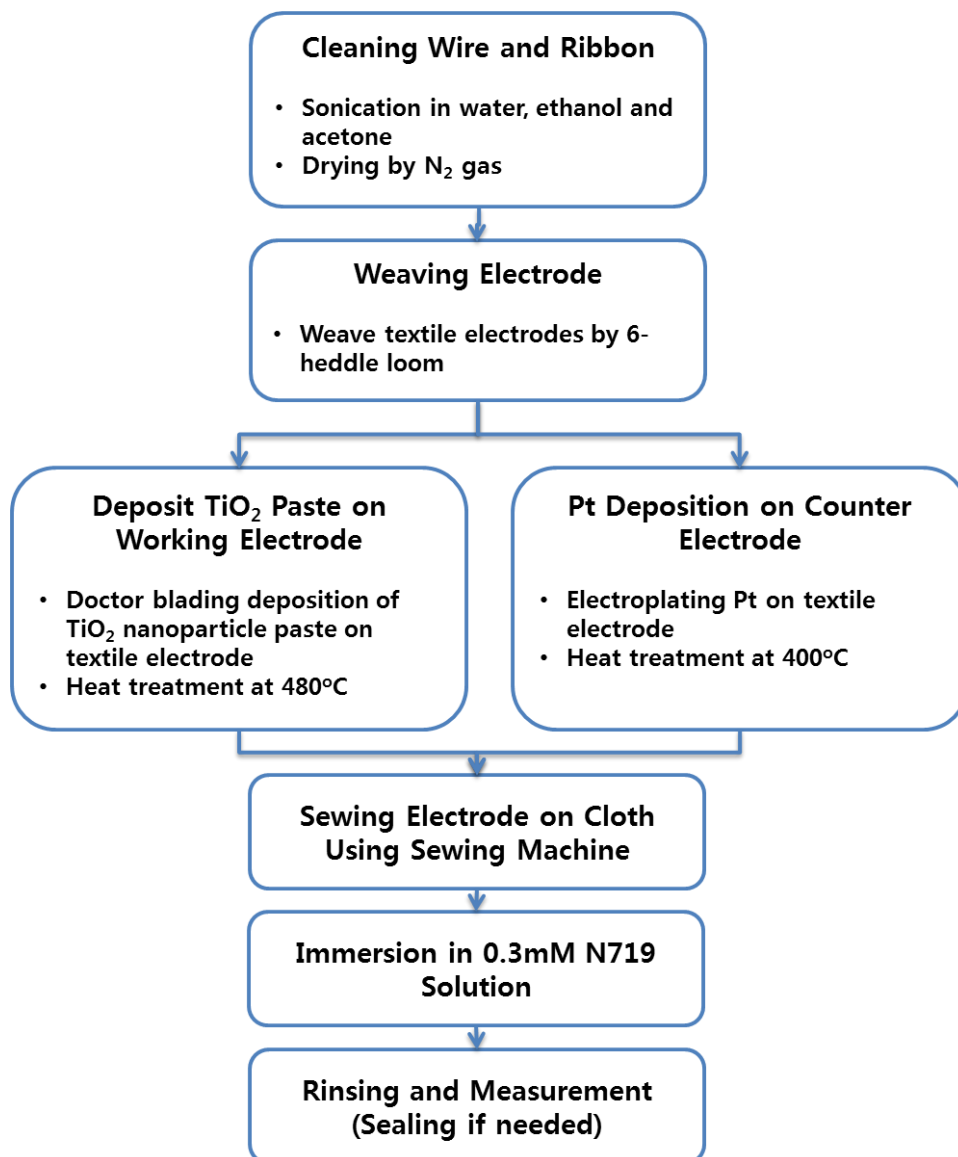 Cleaning Wire and Ribbon
• Sonication in water, ethanol and
acetone
• Drying by N₂ gas
Weaving Electrode
• Weave textile electrodes by 6-
heddle loom
Deposit TiO₂ Paste on
Working Electrode
• Doctor blading deposition of
TiO₂ nanoparticle paste on
textile electrode
• Heat treatment at 480°C
Pt Deposition on Counter
Electrode
• Electroplating Pt on textile
electrode
• Heat treatment at 400°C
Sewing Electrode on Cloth
Using Sewing Machine
Immersion in 0.3mM N719
Solution
Rinsing and Measurement
(Sealing if needed)